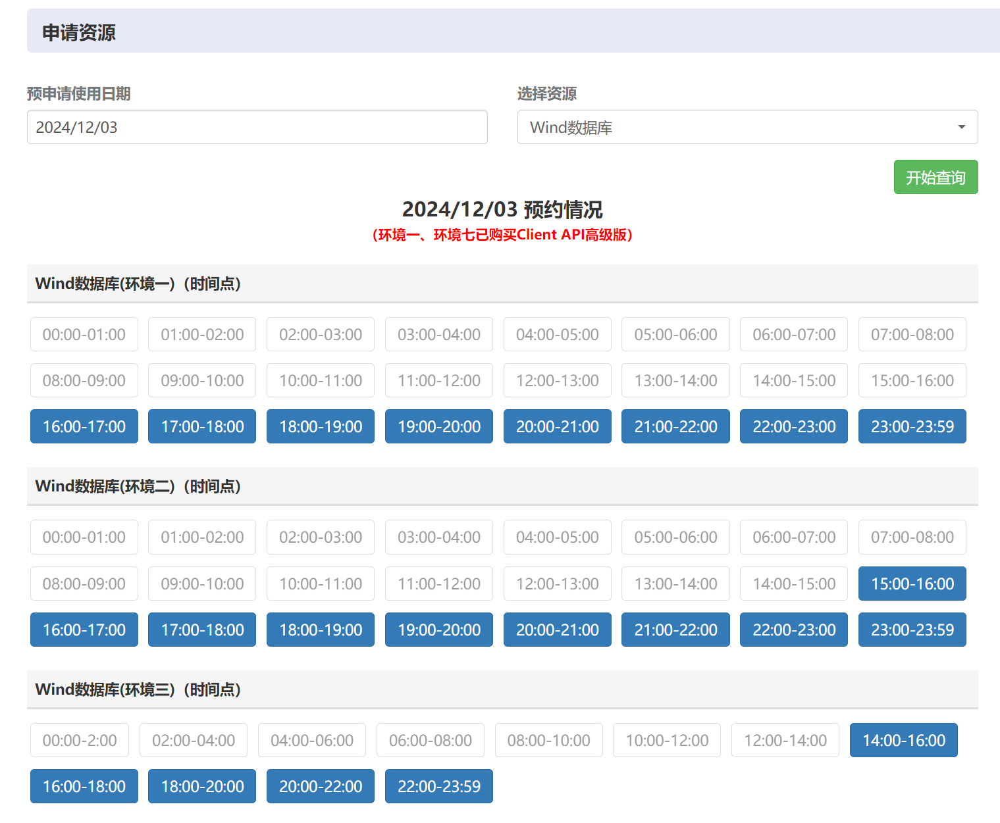 申请资源
预申请使用日期 选择资源
2024/12/03 Wind数据库
开始查询
2024/12/03 预约情况
（环境一、环境七已购买Client API高级版）
Wind数据库(环境一)（时间点）
00:00-01:00 01:00-02:00 02:00-03:00 03:00-04:00 04:00-05:00 05:00-06:00 06:00-07:00 07:00-08:00
08:00-09:00 09:00-10:00 10:00-11:00 11:00-12:00 12:00-13:00 13:00-14:00 14:00-15:00 15:00-16:00
16:00-17:00 17:00-18:00 18:00-19:00 19:00-20:00 20:00-21:00 21:00-22:00 22:00-23:00 23:00-23:59
Wind数据库(环境二)（时间点）
00:00-01:00 01:00-02:00 02:00-03:00 03:00-04:00 04:00-05:00 05:00-06:00 06:00-07:00 07:00-08:00
08:00-09:00 09:00-10:00 10:00-11:00 11:00-12:00 12:00-13:00 13:00-14:00 14:00-15:00 15:00-16:00
16:00-17:00 17:00-18:00 18:00-19:00 19:00-20:00 20:00-21:00 21:00-22:00 22:00-23:00 23:00-23:59
Wind数据库(环境三)（时间点）
00:00-2:00 02:00-04:00 04:00-06:00 06:00-08:00 08:00-10:00 10:00-12:00 12:00-14:00 14:00-16:00
16:00-18:00 18:00-20:00 20:00-22:00 22:00-23:59